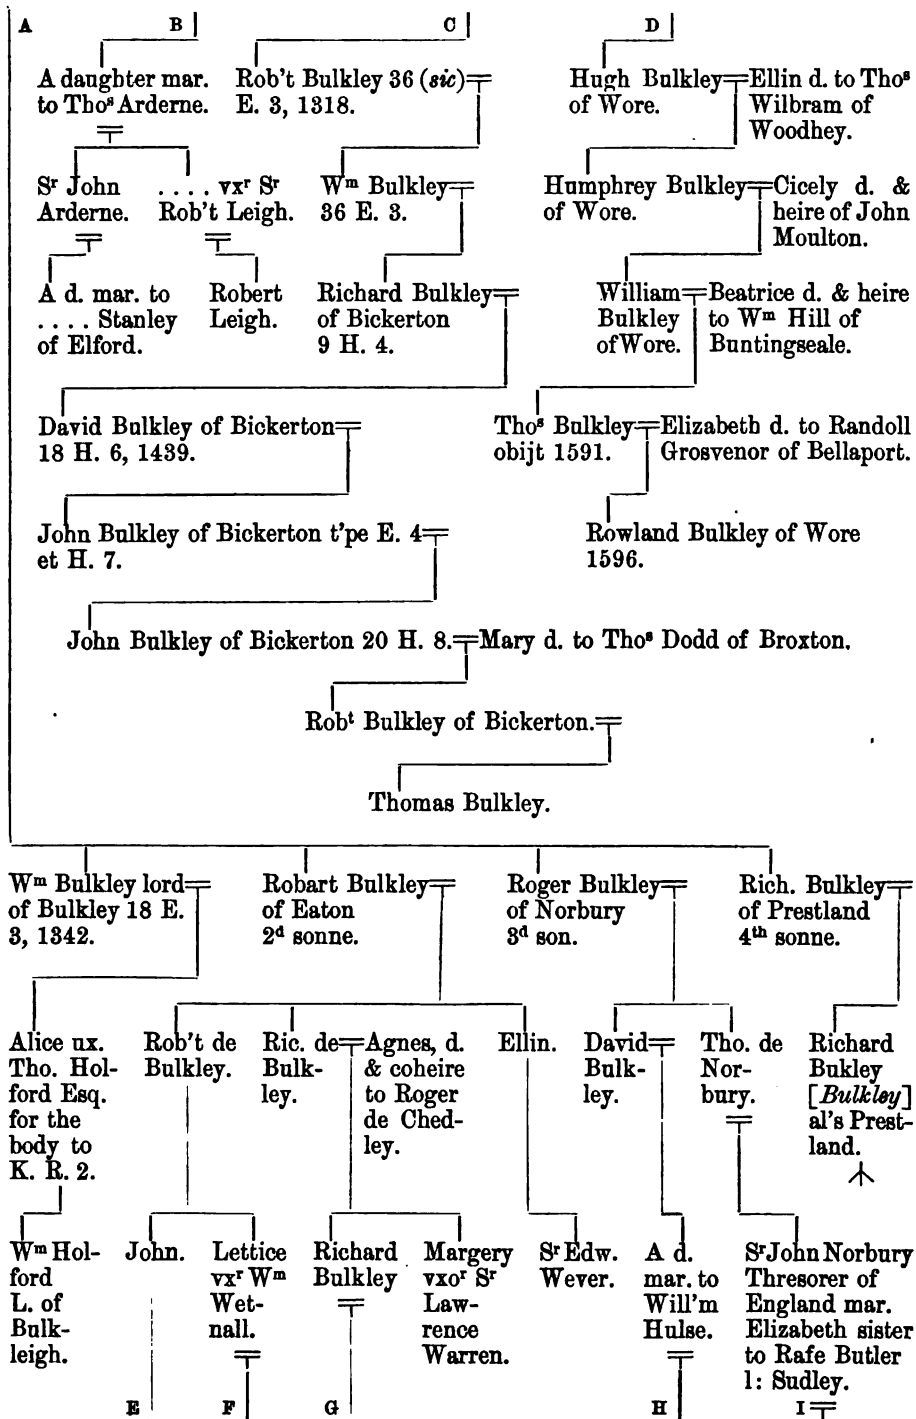 A B C D
A daughter mar.
to Thoˢ Arderne.
Rob't Bulkley 36 (sic)
E. 3, 1318.
Hugh Bulkley
of Wore.
Ellin d. to Thoˢ
Wilbram of
Woodhey.
Sʳ John
Arderne.
. . . . vxʳ Sʳ
Rob't Leigh.
Wᵐ Bulkley
36 E. 3.
Humphrey Bulkley
of Wore.
Cicely d. &
heire of John
Moulton.
A d. mar. to
. . . . Stanley
of Elford.
Robert
Leigh.
Richard Bulkley
of Bickerton
9 H. 4.
William
Bulkley
of Wore.
Beatrice d. & heire
to Wᵐ Hill of
Buntingseale.
David Bulkley of Bickerton
18 H. 6, 1439.
Thoˢ Bulkley
obijt 1591.
Elizabeth d. to Randoll
Grosvenor of Bellaport.
John Bulkley of Bickerton t'pe E. 4
et H. 7.
Rowland Bulkley of Wore
1596.
John Bulkley of Bickerton 20 H. 8.
Mary d. to Thoˢ Dodd of Broxton.
Robᵗ Bulkley of Bickerton.
Thomas Bulkley.
Wᵐ Bulkley lord
of Bulkley 18 E.
3, 1342.
Robart Bulkley
of Eaton
2ᵈ sonne.
Roger Bulkley
of Norbury
3ᵈ son.
Rich. Bulkley
of Prestland
4ᵗʰ sonne.
Alice ux.
Tho. Hol-
ford Esq.
for the
body to
K. R. 2.
Rob't de
Bulkley.
Ric. de
Bulk-
ley.
Agnes, d.
& coheire
to Roger
de Ched-
ley.
Ellin.
David
Bulk-
ley.
Tho. de
Nor-
bury.
Richard
Bukley
[Bulkley]
al's Prest-
land.
Wᵐ Hol-
ford
L. of
Bulk-
leigh.
John.
Lettice
vxʳ Wᵐ
Wet-
nall.
Richard
Bulkley
Margery
vxoʳ Sʳ
Law-
rence
Warren.
Sʳ Edw.
Wever.
A d.
mar. to
Will'm
Hulse.
Sʳ John Norbury
Thresorer of
England mar.
Elizabeth sister
to Rafe Butler
l: Sudley.
E F G H I